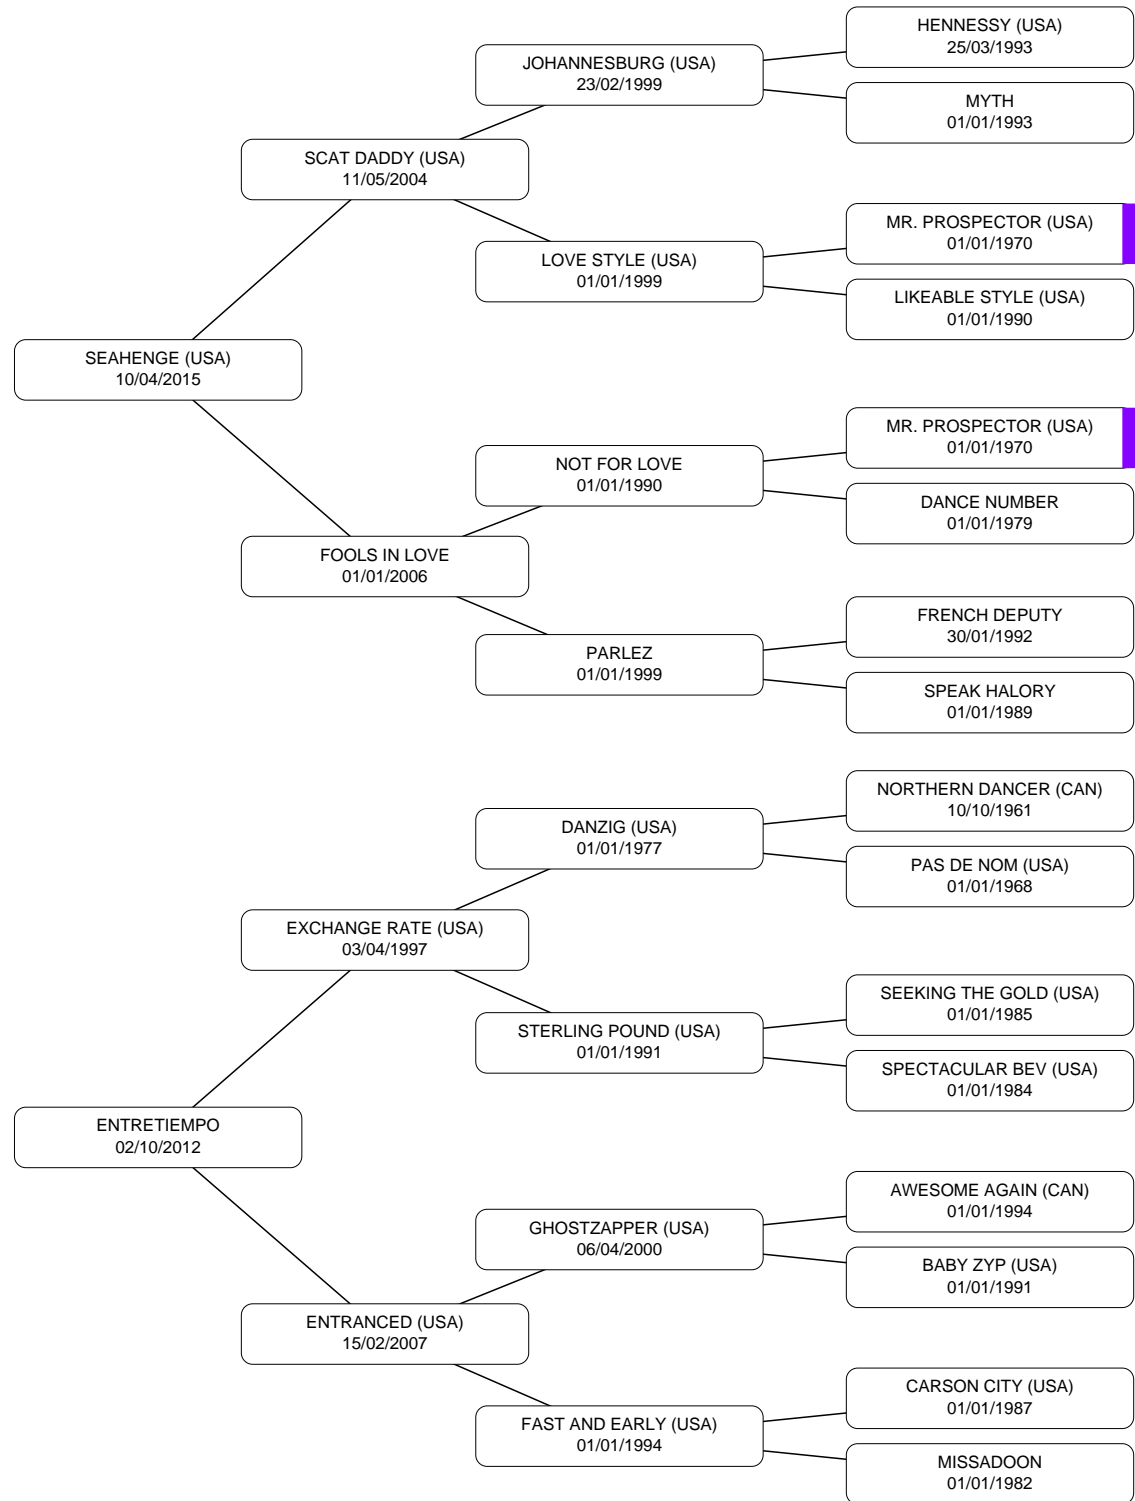 HENNESSY (USA)
25/03/1993
JOHANNESBURG (USA)
23/02/1999
MYTH
01/01/1993
SCAT DADDY (USA)
11/05/2004
MR. PROSPECTOR (USA)
01/01/1970
LOVE STYLE (USA)
01/01/1999
LIKEABLE STYLE (USA)
01/01/1990
SEAHENGE (USA)
10/04/2015
MR. PROSPECTOR (USA)
01/01/1970
NOT FOR LOVE
01/01/1990
DANCE NUMBER
01/01/1979
FOOLS IN LOVE
01/01/2006
FRENCH DEPUTY
30/01/1992
PARLEZ
01/01/1999
SPEAK HALORY
01/01/1989
NORTHERN DANCER (CAN)
10/10/1961
DANZIG (USA)
01/01/1977
PAS DE NOM (USA)
01/01/1968
EXCHANGE RATE (USA)
03/04/1997
SEEKING THE GOLD (USA)
01/01/1985
STERLING POUND (USA)
01/01/1991
SPECTACULAR BEV (USA)
01/01/1984
ENTRETIEMPO
02/10/2012
AWESOME AGAIN (CAN)
01/01/1994
GHOSTZAPPER (USA)
06/04/2000
BABY ZYP (USA)
01/01/1991
ENTRANCED (USA)
15/02/2007
CARSON CITY (USA)
01/01/1987
FAST AND EARLY (USA)
01/01/1994
MISSADOON
01/01/1982